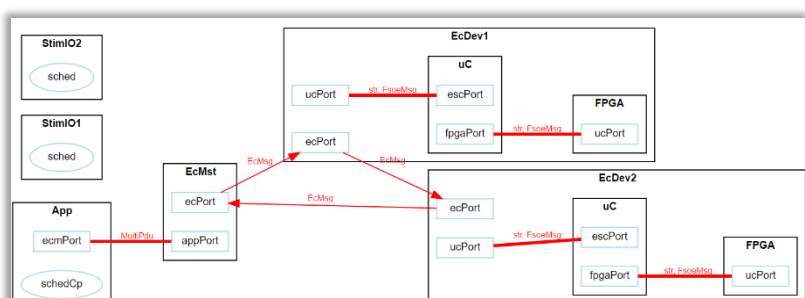 StimIO2
sched
StimIO1
sched
App
ecmPort
schedCp
MultiPdu
EcMst
ecPort
appPort
EcMsg
EcMsg
EcMsg
EcDev1
ucPort
ecPort
str, FsoeMsg
uC
escPort
fpgaPort
str, FsoeMsg
FPGA
ucPort
EcDev2
ecPort
ucPort
str, FsoeMsg
uC
escPort
fpgaPort
str, FsoeMsg
FPGA
ucPort